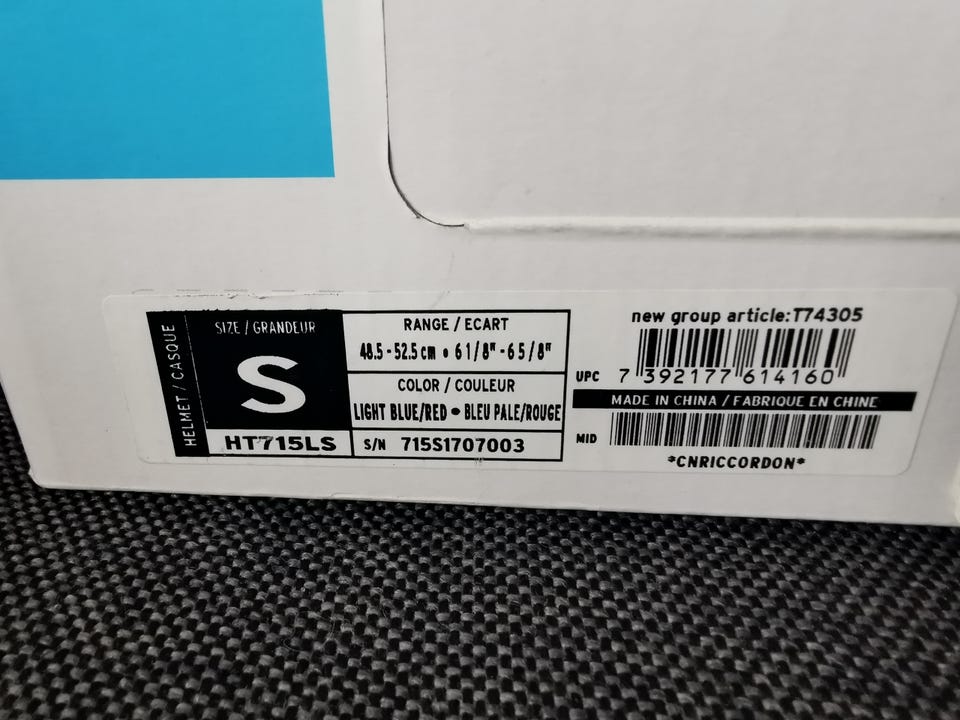 HELMET / CASQUE
SIZE / GRANDEUR
S
HT715LS
RANGE / ECART
48.5 - 52.5 cm • 6 1/8" - 6 5/8"
COLOR / COULEUR
LIGHT BLUE/RED • BLEU PALE/ROUGE
S/N 715S1707003
new group article:T74305
UPC 7 392177 614160
MADE IN CHINA / FABRIQUE EN CHINE
MID
*CNRICCORDON*